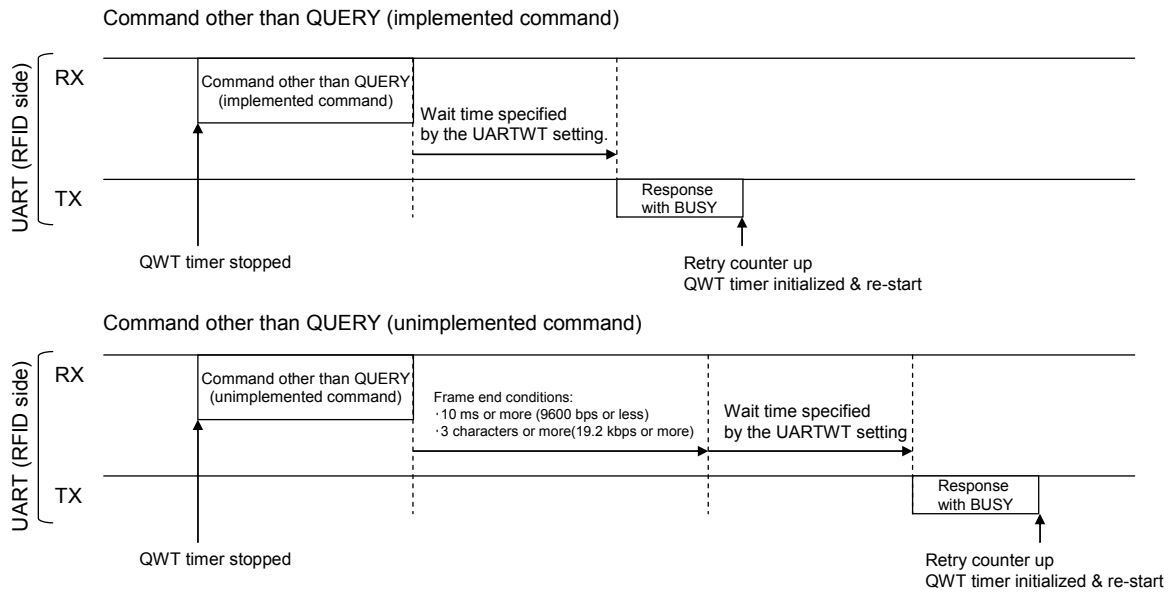 Command other than QUERY (implemented command)
UART (RFID side)
RX
Command other than QUERY
(implemented command)
Wait time specified
by the UARTWT setting.
TX
Response
with BUSY
QWT timer stopped
Retry counter up
QWT timer initialized & re-start
Command other than QUERY (unimplemented command)
UART (RFID side)
RX
Command other than QUERY
(unimplemented command)
Frame end conditions:
・10 ms or more (9600 bps or less)
・3 characters or more(19.2 kbps or more)
Wait time specified
by the UARTWT setting
TX
Response
with BUSY
QWT timer stopped
Retry counter up
QWT timer initialized & re-start